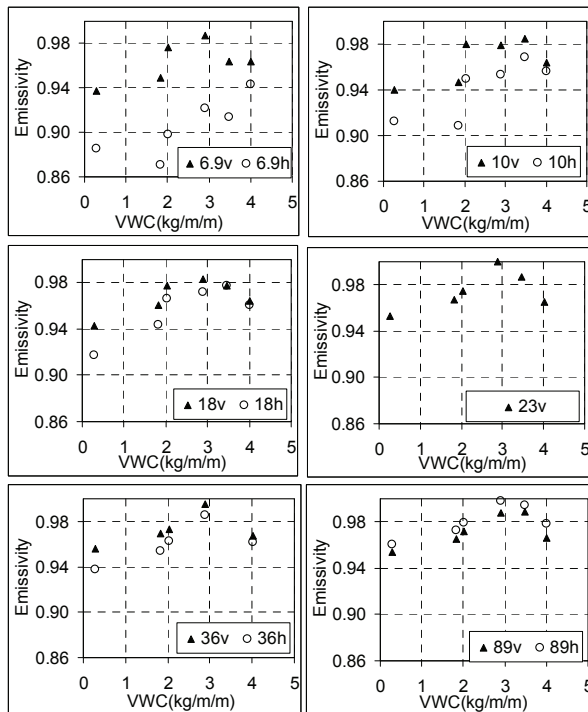 Emissivity
0.98
0.94
0.90
0.86
▲ 6.9v ○ 6.9h
0 1 2 3 4 5
VWC(kg/m/m)
Emissivity
0.98
0.94
0.90
0.86
▲ 10v ○ 10h
0 1 2 3 4 5
VWC(kg/m/m)
Emissivity
0.98
0.94
0.90
0.86
▲ 18v ○ 18h
0 1 2 3 4 5
VWC(kg/m/m)
Emissivity
0.98
0.94
0.90
0.86
▲ 23v
0 1 2 3 4 5
VWC(kg/m/m)
Emissivity
0.98
0.94
0.90
0.86
▲ 36v ○ 36h
0 1 2 3 4 5
VWC(kg/m/m)
Emissivity
0.98
0.94
0.90
0.86
▲ 89v ○ 89h
0 1 2 3 4 5
VWC(kg/m/m)